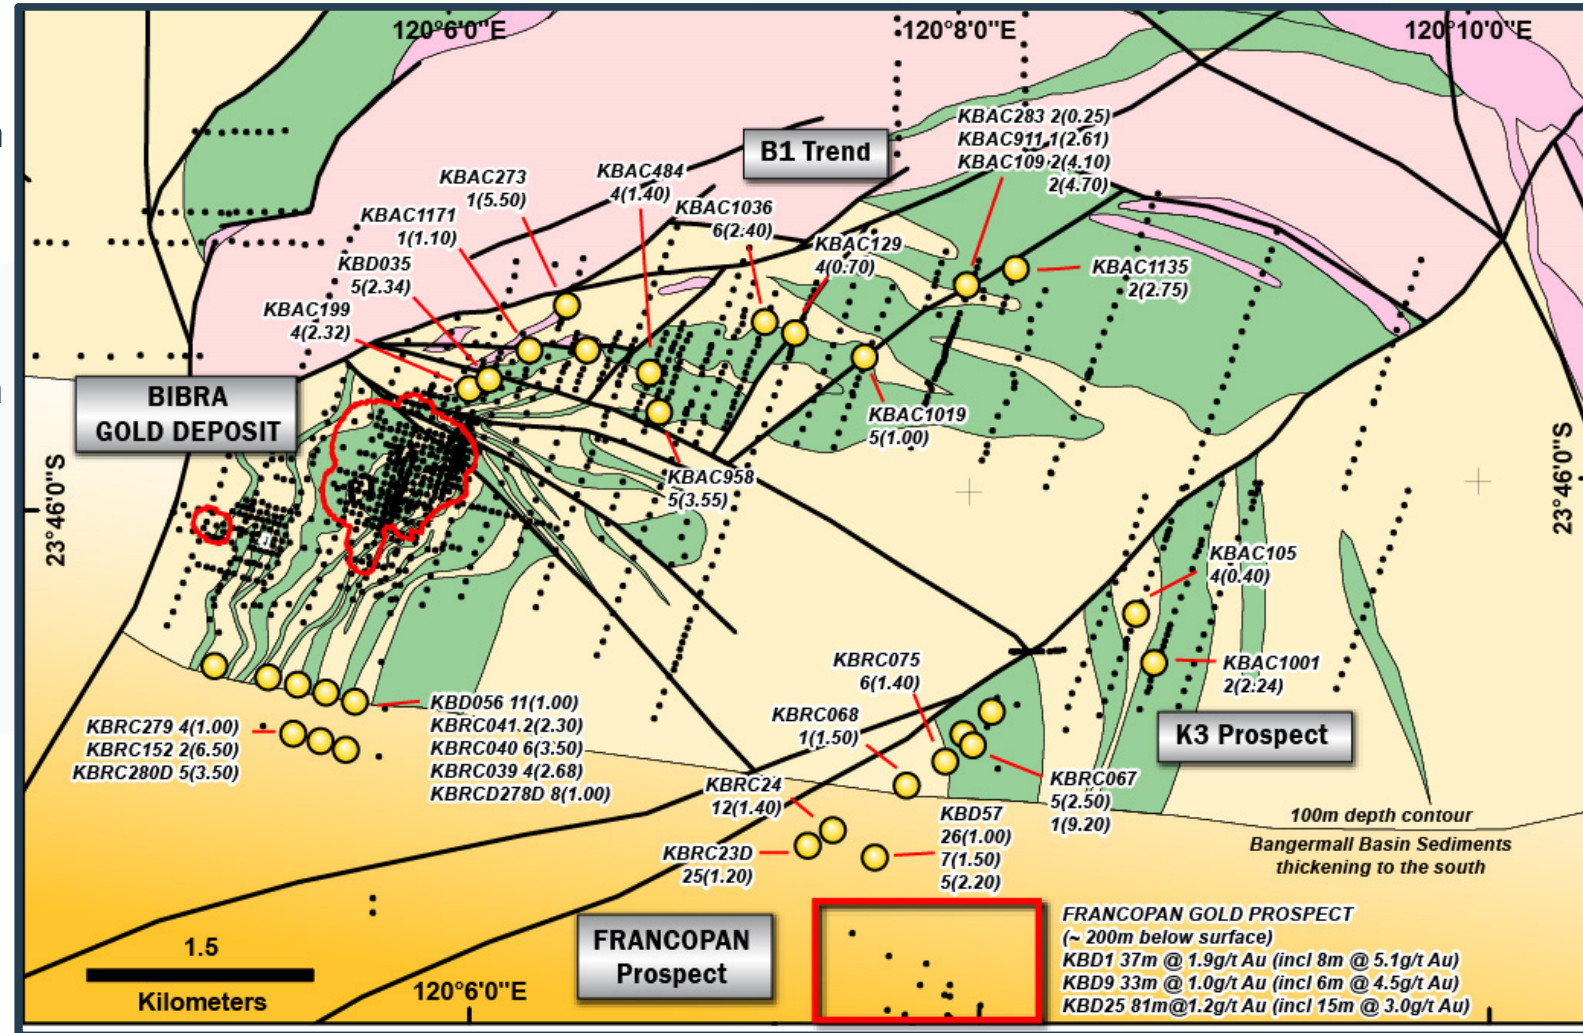 120°6'0"E
120°8'0"E
120°10'0"E
KBAC283 2(0.25)
KBAC911 1(2.61)
KBAC109 2(4.10)
2(4.70)
B1 Trend
KBAC273
1(5.50)
KBAC484
4(1.40)
KBAC1171
1(1.10)
KBAC1036
6(2.40)
KBAC129
4(0.70)
KBD035
5(2.34)
KBAC1135
2(2.75)
KBAC199
4(2.32)
BIBRA
GOLD DEPOSIT
KBAC1019
5(1.00)
KBAC958
5(3.55)
23°46'0"S
23°46'0"S
KBAC105
4(0.40)
KBRC075
6(1.40)
KBAC1001
2(2.24)
KBD056 11(1.00)
KBRC041 2(2.30)
KBRC040 6(3.50)
KBRC039 4(2.68)
KBRCD278D 8(1.00)
KBRC279 4(1.00)
KBRC152 2(6.50)
KBRC280D 5(3.50)
KBRC068
1(1.50)
K3 Prospect
KBRC067
5(2.50)
1(9.20)
KBRC24
12(1.40)
KBD57
26(1.00)
7(1.50)
5(2.20)
KBRC23D
25(1.20)
100m depth contour
Bangermall Basin Sediments
thickening to the south
FRANCOPAN
Prospect
FRANCOPAN GOLD PROSPECT
(~ 200m below surface)
KBD1 37m @ 1.9g/t Au (incl 8m @ 5.1g/t Au)
KBD9 33m @ 1.0g/t Au (incl 6m @ 4.5g/t Au)
KBD25 81m@1.2g/t Au (incl 15m @ 3.0g/t Au)
1.5
Kilometers
120°6'0"E